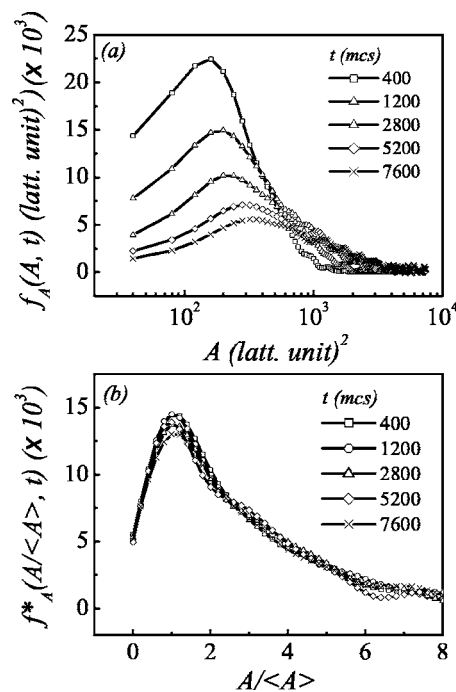 (a)
t (mcs)
400
1200
2800
5200
7600
f_A(A, t) (latt. unit)^2)(× 10^3)
25
20
15
10
5
0
10^2 10^3 10^4
A (latt. unit)^2
(b)
t (mcs)
400
1200
2800
5200
7600
f*_A(A/<A>, t) (× 10^3)
15
10
5
0
0 2 4 6 8
A/<A>